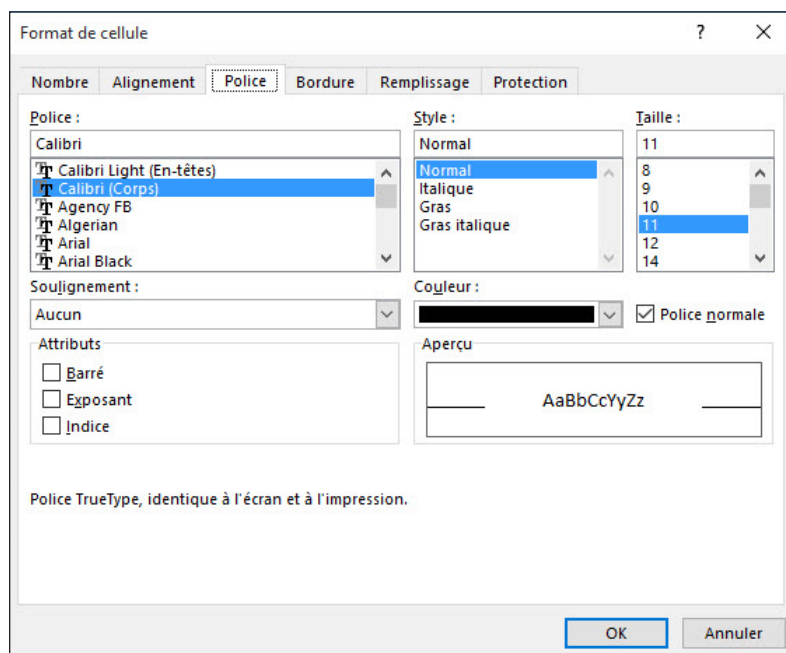 Format de cellule ?
Nombre Alignement Police Bordure Remplissage Protection
Police : Style : Taille :
Calibri Normal 11
Calibri Light (En-têtes) Normal 8
Calibri (Corps) Italique 9
Agency FB Gras 10
Algerian Gras italique 11
Arial 12
Arial Black 14
Soulignement : Couleur :
Aucun Police normale
Attributs Aperçu
Barré
Exposant AaBbCcYyZz
Indice
Police TrueType, identique à l'écran et à l'impression.
OK Annuler